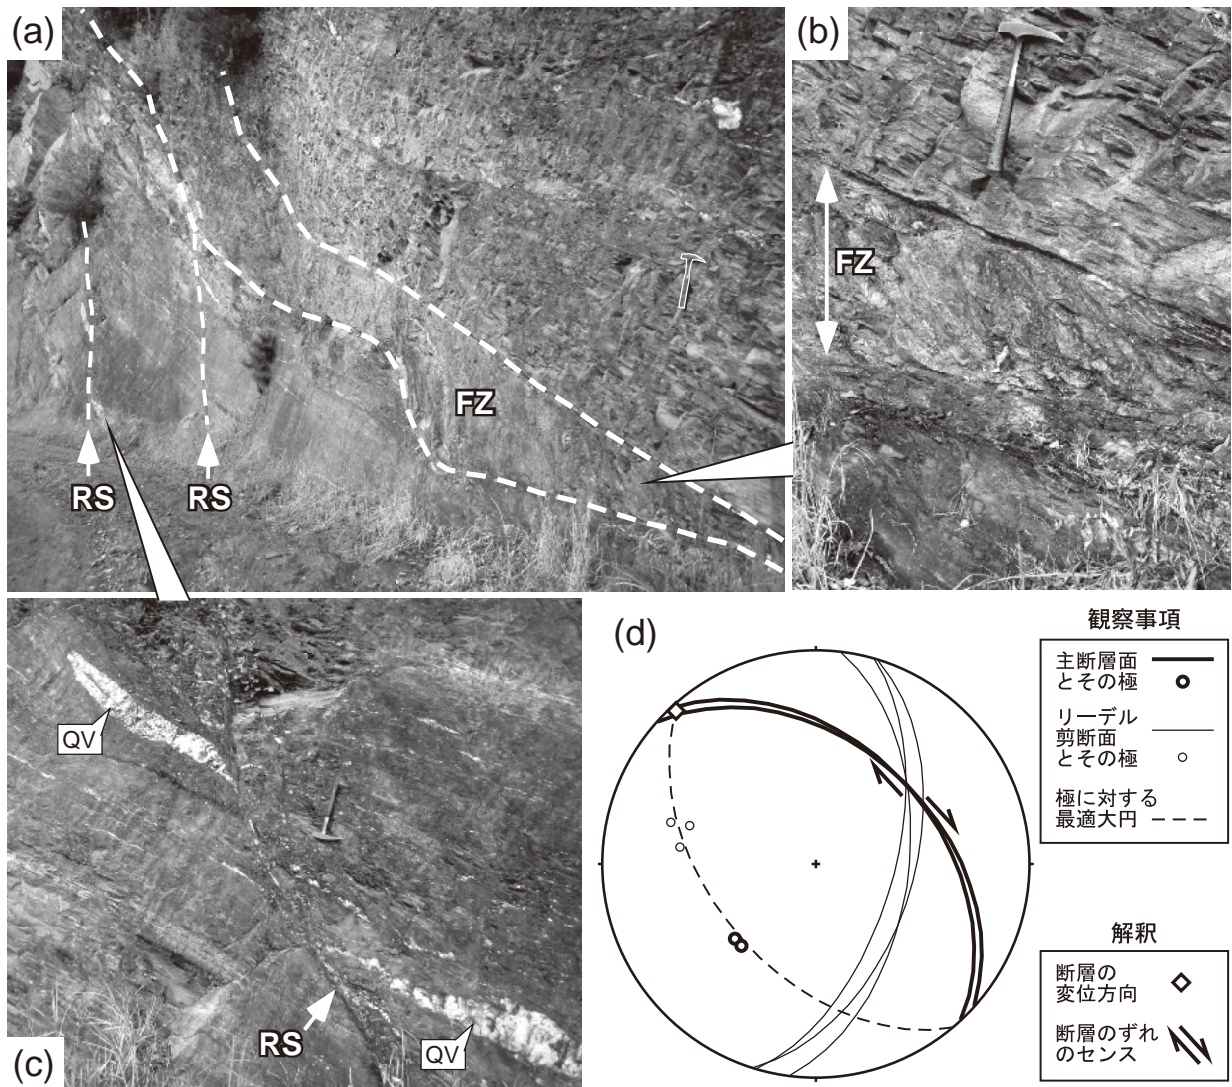 (a)
FZ
RS
RS
(b)
FZ
(c)
QV
RS
QV
(d)
観察事項
主断層面
とその極
リーデル
剪断面
とその極
極に対する
最適大円
解釈
断層の
変位方向
断層のずれ
のセンス